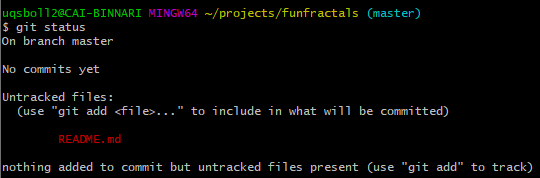 uqsboll2@CAI-BINNARI MINGW64 ~/projects/funfractals (master)
$ git status
On branch master
No commits yet
Untracked files:
  (use "git add <file>..." to include in what will be committed)
        README.md
nothing added to commit but untracked files present (use "git add" to track)